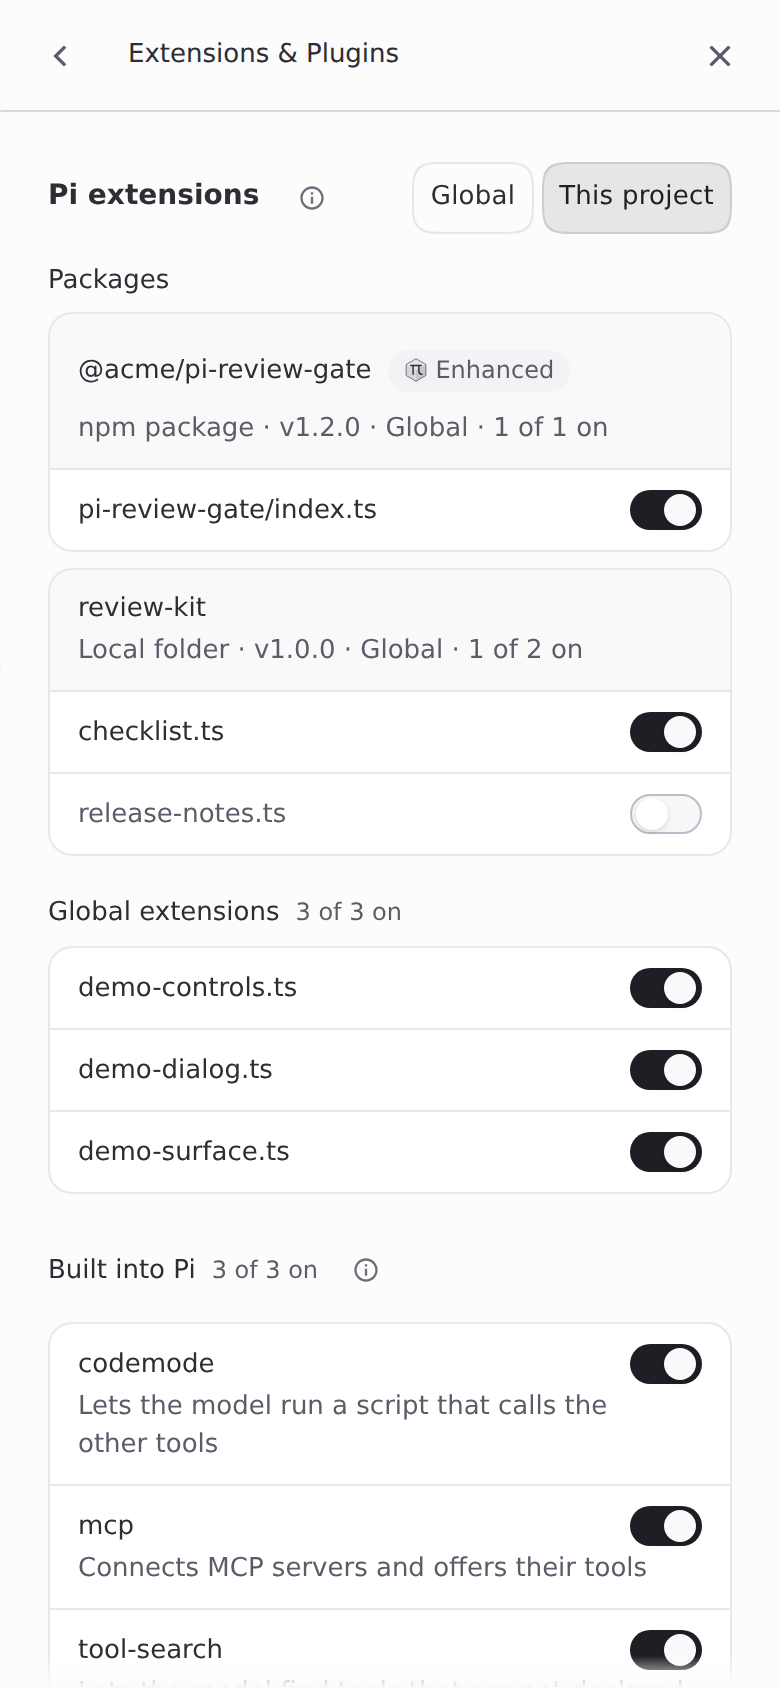 Extensions & Plugins
Pi extensions
Global
This project
Packages
@acme/pi-review-gate
Enhanced
npm package · v1.2.0 · Global · 1 of 1 on
pi-review-gate/index.ts
review-kit
Local folder · v1.0.0 · Global · 1 of 2 on
checklist.ts
release-notes.ts
Global extensions 3 of 3 on
demo-controls.ts
demo-dialog.ts
demo-surface.ts
Built into Pi 3 of 3 on
codemode
Lets the model run a script that calls the
other tools
mcp
Connects MCP servers and offers their tools
tool-search